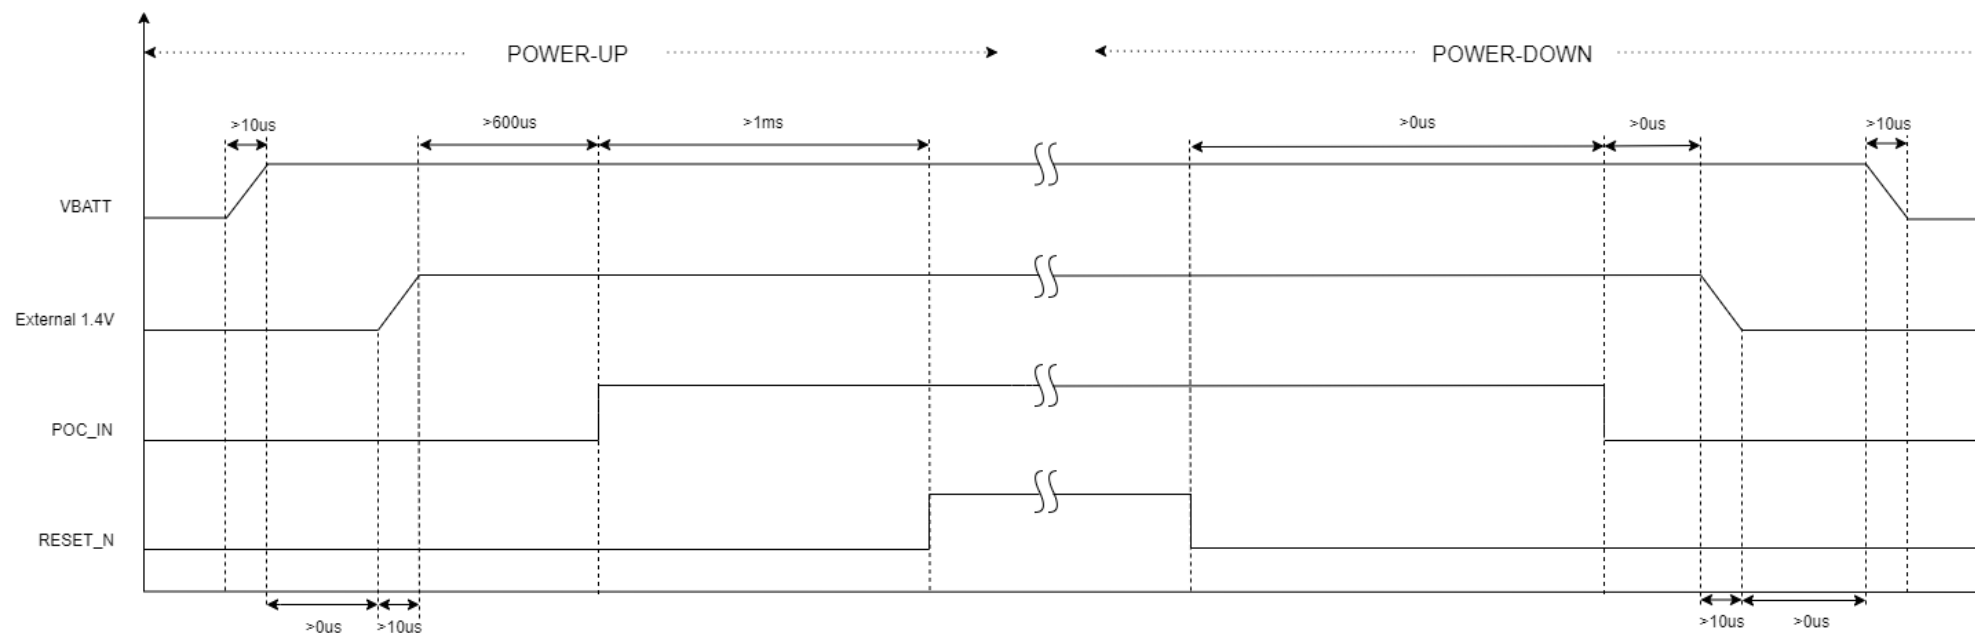 POWER-UP
POWER-DOWN
>10us
>600us
>1ms
>0us
>0us
>10us
VBATT
External 1.4V
POC_IN
RESET_N
>0us
>10us
>10us
>0us